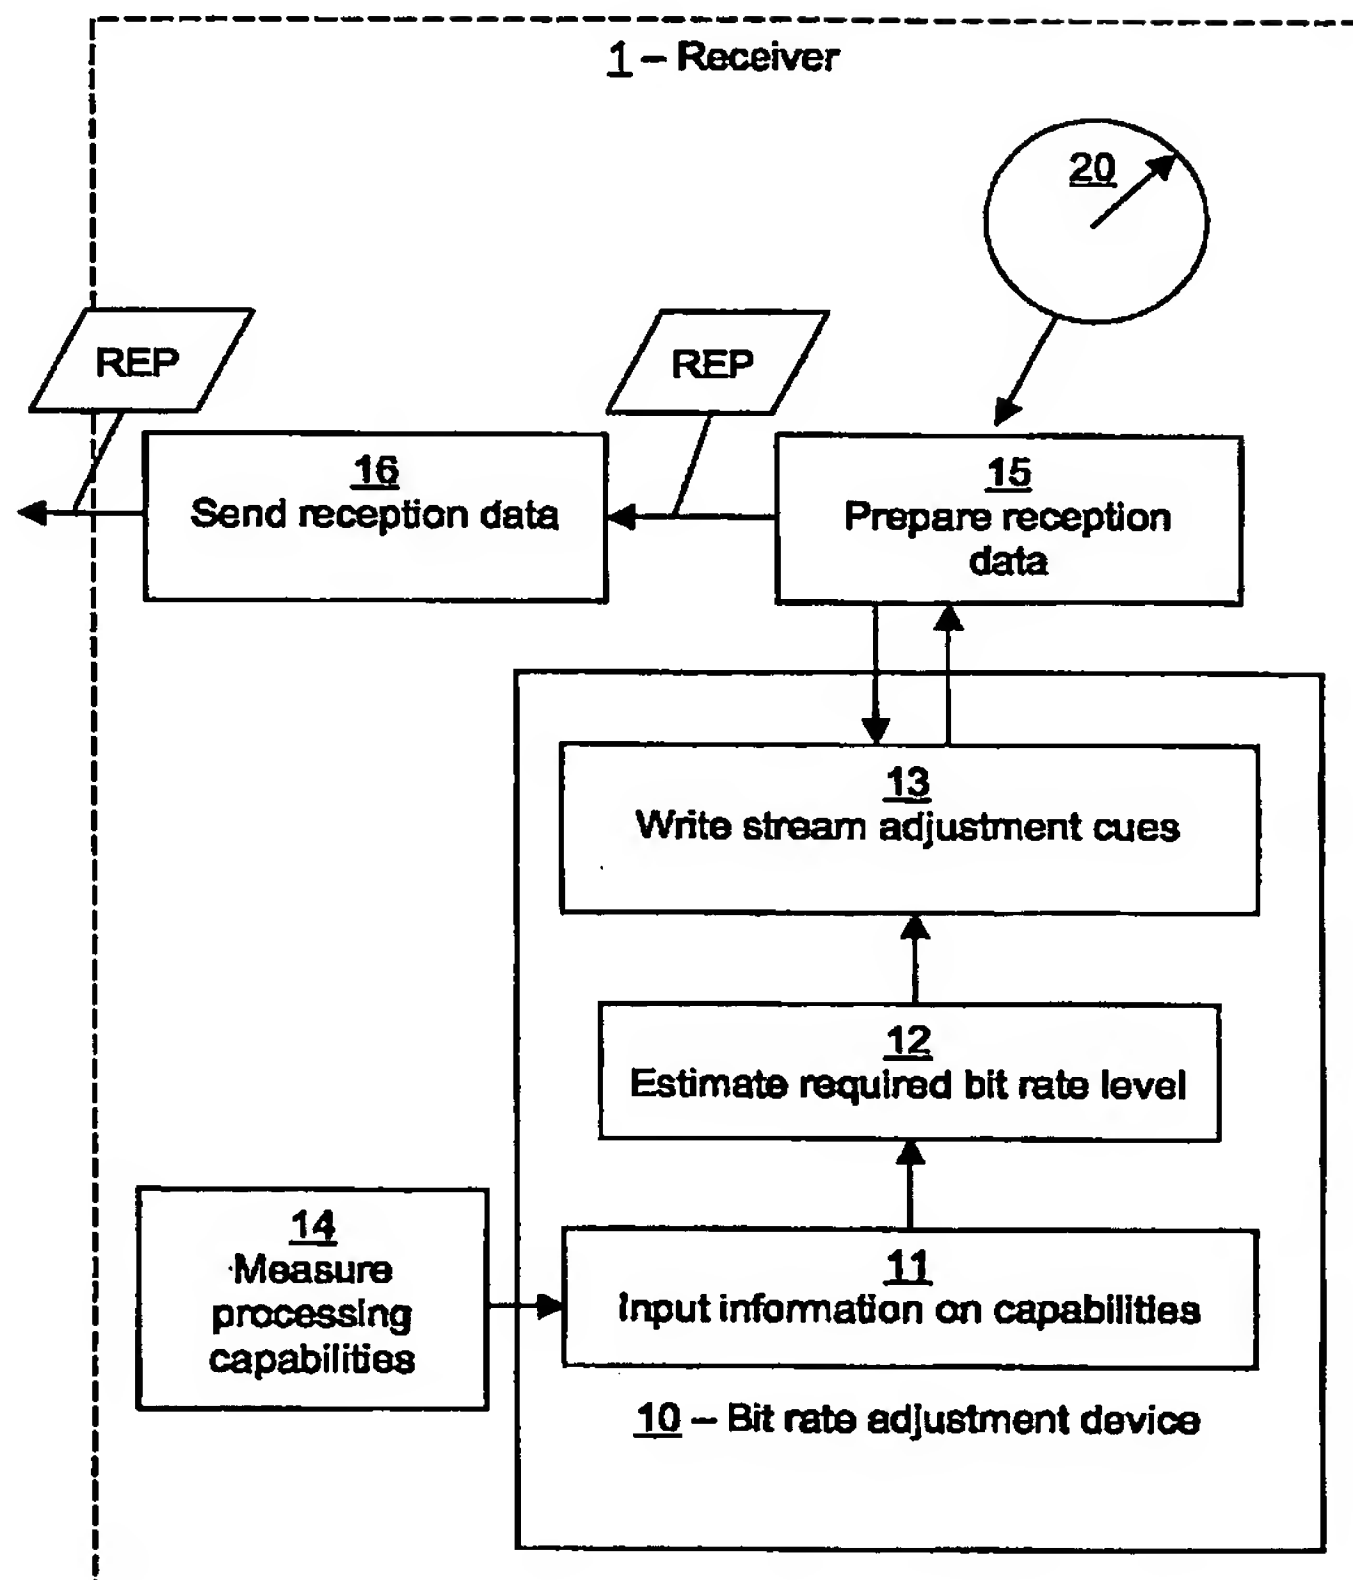 1 – Receiver
20
REP
REP
16
Send reception data
15
Prepare reception
data
13
Write stream adjustment cues
12
Estimate required bit rate level
14
Measure
processing
capabilities
11
Input information on capabilities
10 – Bit rate adjustment device